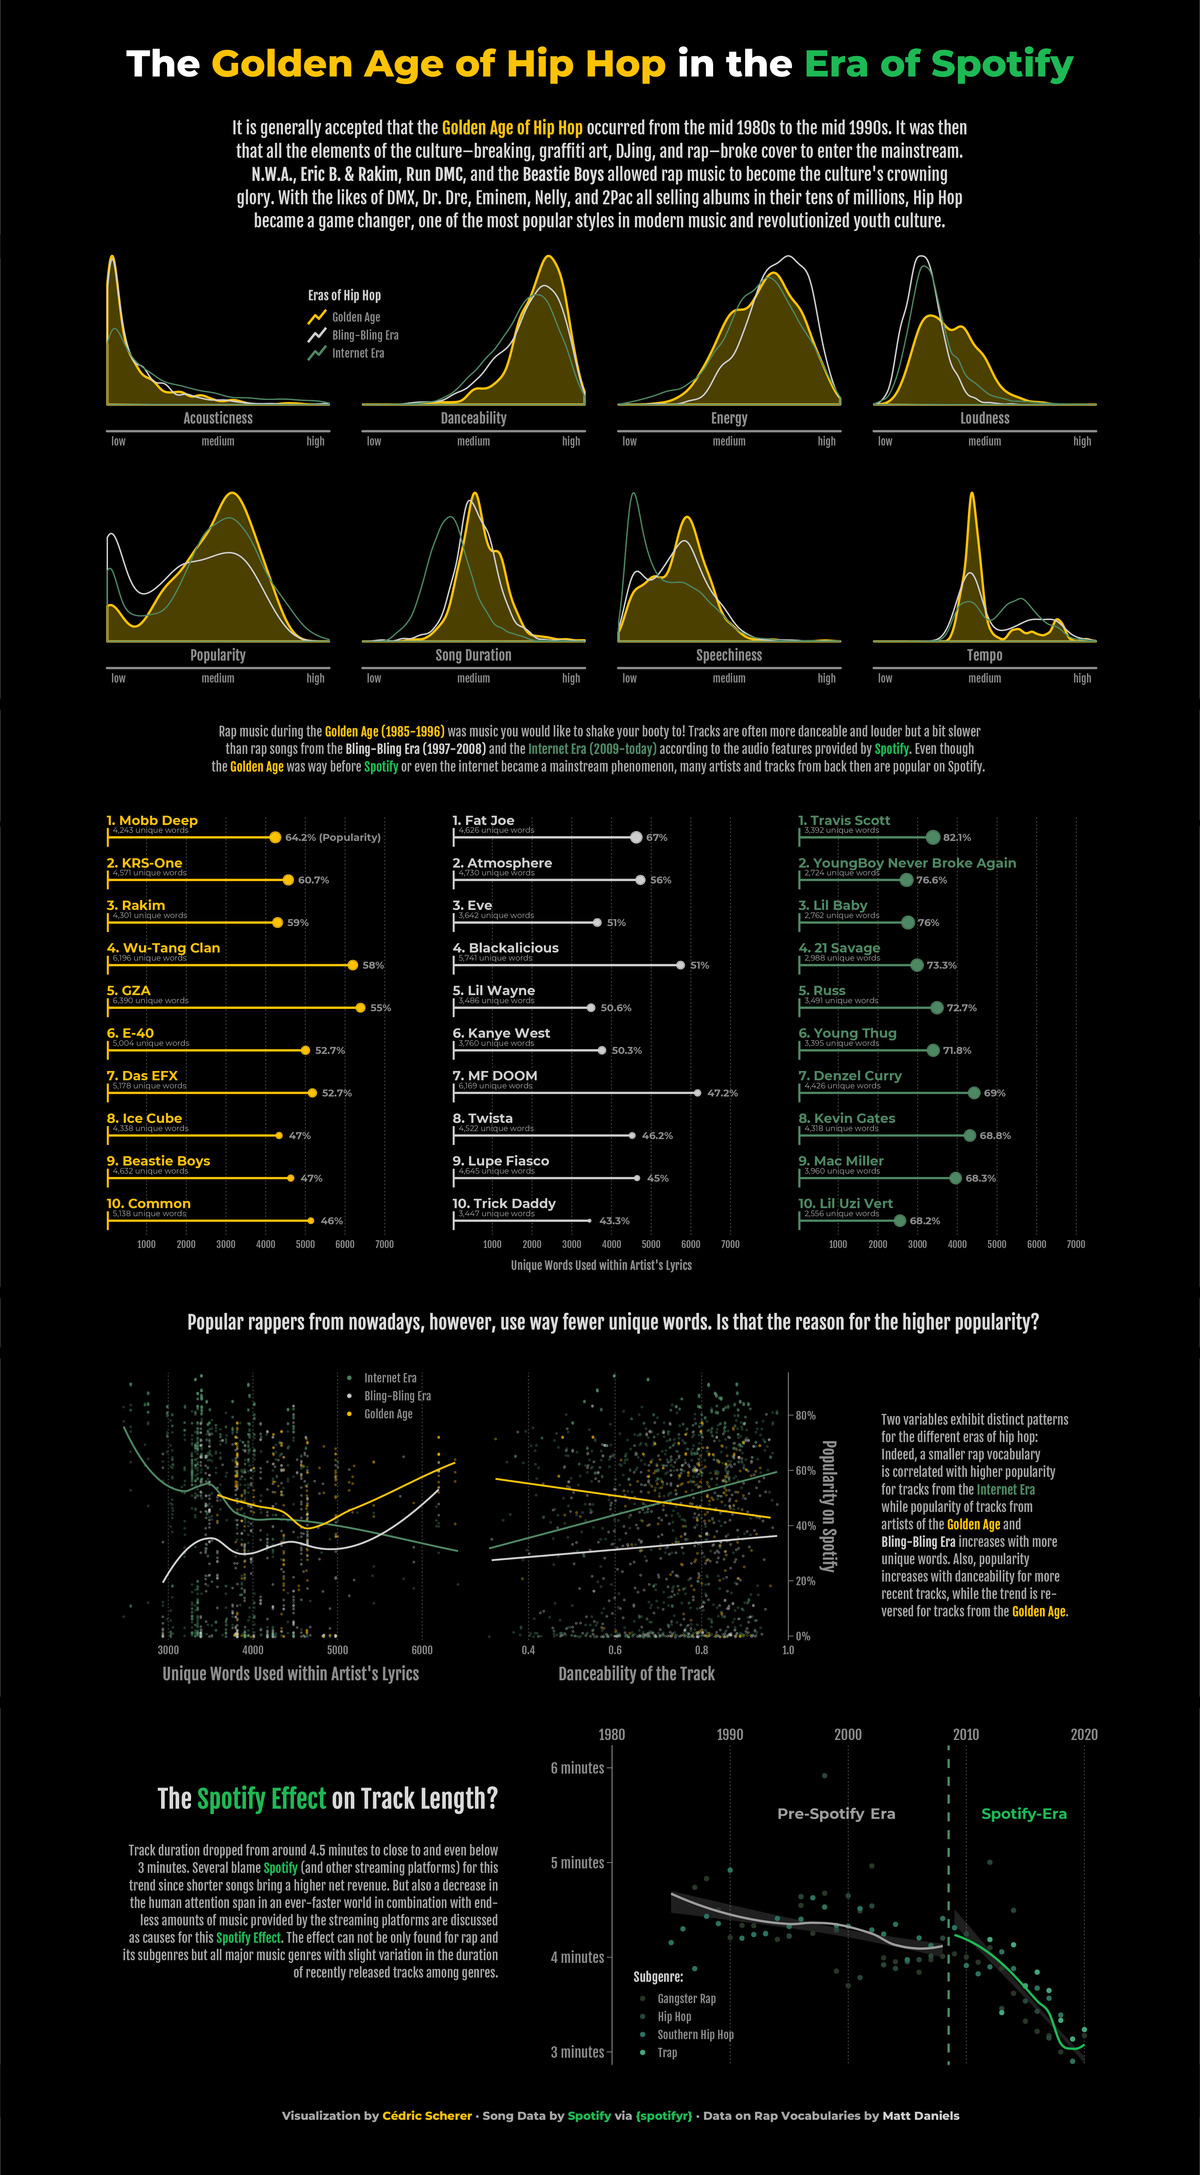 The Golden Age of Hip Hop in the Era of Spotify
It is generally accepted that the Golden Age of Hip Hop occurred from the mid 1980s to the mid 1990s. It was then
that all the elements of the culture—breaking, graffiti art, DJing, and rap—broke cover to enter the mainstream.
N.W.A., Eric B. & Rakim, Run DMC, and the Beastie Boys allowed rap music to become the culture's crowning
glory. With the likes of DMX, Dr. Dre, Eminem, Nelly, and 2Pac all selling albums in their tens of millions, Hip Hop
became a game changer, one of the most popular styles in modern music and revolutionized youth culture.
Eras of Hip Hop
Golden Age
Bling-Bling Era
Internet Era
Acousticness
low medium high
Danceability
low medium high
Energy
low medium high
Loudness
low medium high
Popularity
low medium high
Song Duration
low medium high
Speechiness
low medium high
Tempo
low medium high
Rap music during the Golden Age (1985-1996) was music you would like to shake your booty to! Tracks are often more danceable and louder but a bit slower
than rap songs from the Bling-Bling Era (1997-2008) and the Internet Era (2009-today) according to the audio features provided by Spotify. Even though
the Golden Age was way before Spotify or even the internet became a mainstream phenomenon, many artists and tracks from back then are popular on Spotify.
1. Mobb Deep
4,243 unique words
64.2% (Popularity)
2. KRS-One
4,571 unique words
60.7%
3. Rakim
4,301 unique words
59%
4. Wu-Tang Clan
6,196 unique words
58%
5. GZA
6,390 unique words
55%
6. E-40
5,004 unique words
52.7%
7. Das EFX
5,178 unique words
52.7%
8. Ice Cube
4,338 unique words
47%
9. Beastie Boys
4,632 unique words
47%
10. Common
5,138 unique words
46%
1000 2000 3000 4000 5000 6000 7000
1. Fat Joe
4,626 unique words
67%
2. Atmosphere
4,730 unique words
56%
3. Eve
3,642 unique words
51%
4. Blackalicious
5,741 unique words
51%
5. Lil Wayne
3,486 unique words
50.6%
6. Kanye West
3,760 unique words
50.3%
7. MF DOOM
6,169 unique words
47.2%
8. Twista
4,522 unique words
46.2%
9. Lupe Fiasco
4,645 unique words
45%
10. Trick Daddy
3,447 unique words
43.3%
1000 2000 3000 4000 5000 6000 7000
1. Travis Scott
3,392 unique words
82.1%
2. YoungBoy Never Broke Again
2,724 unique words
76.6%
3. Lil Baby
2,762 unique words
76%
4. 21 Savage
2,988 unique words
73.3%
5. Russ
3,491 unique words
72.7%
6. Young Thug
3,395 unique words
71.8%
7. Denzel Curry
4,426 unique words
69%
8. Kevin Gates
4,318 unique words
68.8%
9. Mac Miller
3,960 unique words
68.3%
10. Lil Uzi Vert
2,556 unique words
68.2%
1000 2000 3000 4000 5000 6000 7000
Unique Words Used within Artist's Lyrics
Popular rappers from nowadays, however, use way fewer unique words. Is that the reason for the higher popularity?
Internet Era
Bling-Bling Era
Golden Age
3000 4000 5000 6000
Unique Words Used within Artist's Lyrics
0.4 0.6 0.8 1.0
Danceability of the Track
80%
60%
40%
20%
0%
Popularity on Spotify
Two variables exhibit distinct patterns
for the different eras of hip hop:
Indeed, a smaller rap vocabulary
is correlated with higher popularity
for tracks from the Internet Era
while popularity of tracks from
artists of the Golden Age and
Bling-Bling Era increases with more
unique words. Also, popularity
increases with danceability for more
recent tracks, while the trend is re-
versed for tracks from the Golden Age.
The Spotify Effect on Track Length?
Track duration dropped from around 4.5 minutes to close to and even below
3 minutes. Several blame Spotify (and other streaming platforms) for this
trend since shorter songs bring a higher net revenue. But also a decrease in
the human attention span in an ever-faster world in combination with end-
less amounts of music provided by the streaming platforms are discussed
as causes for this Spotify Effect. The effect can not be only found for rap and
its subgenres but all major music genres with slight variation in the duration
of recently released tracks among genres.
1980 1990 2000 2010 2020
6 minutes
5 minutes
4 minutes
3 minutes
Pre-Spotify Era
Spotify-Era
Subgenre:
Gangster Rap
Hip Hop
Southern Hip Hop
Trap
Visualization by Cédric Scherer · Song Data by Spotify via {spotifyr} · Data on Rap Vocabularies by Matt Daniels